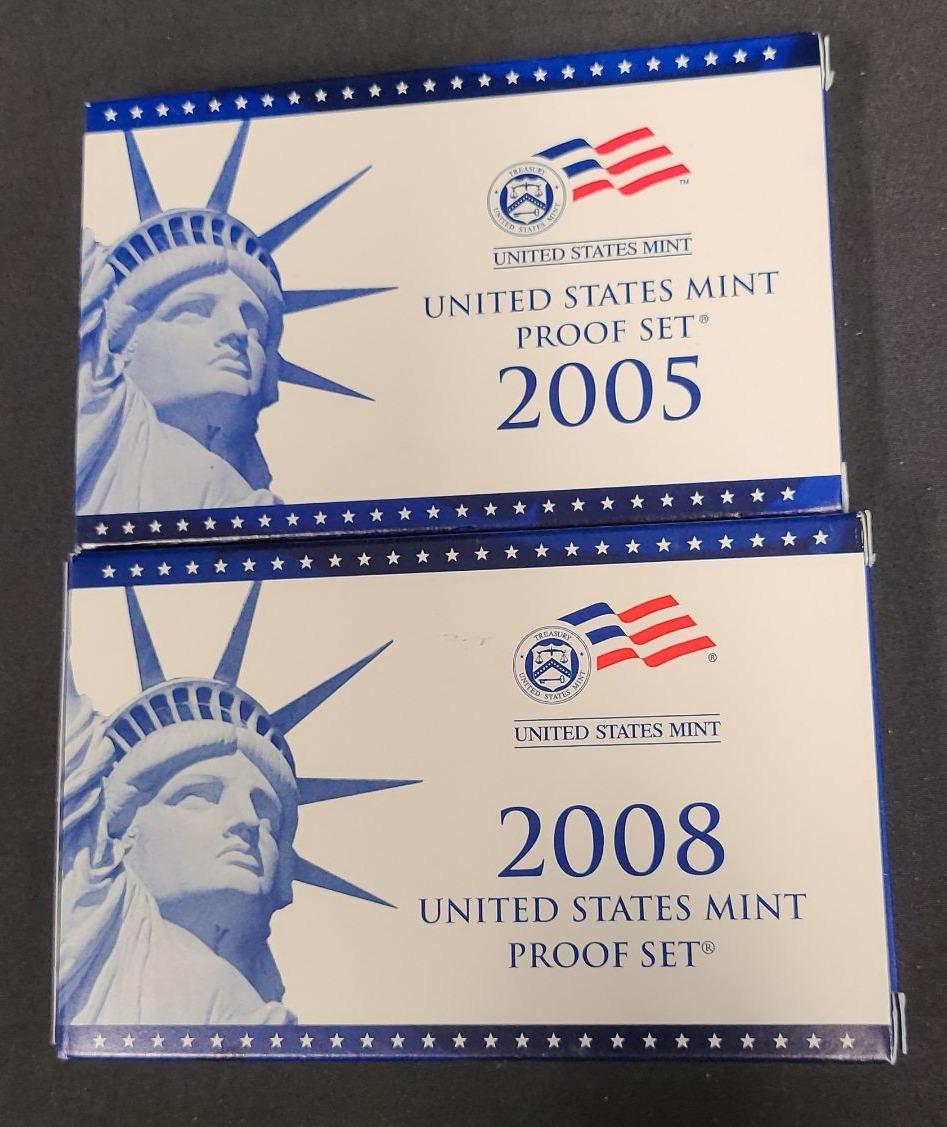 TREASURY
UNITED STATES MINT
™
UNITED STATES MINT
UNITED STATES MINT
PROOF SET®
2005
TREASURY
UNITED STATES MINT
®
UNITED STATES MINT
2008
UNITED STATES MINT
PROOF SET®